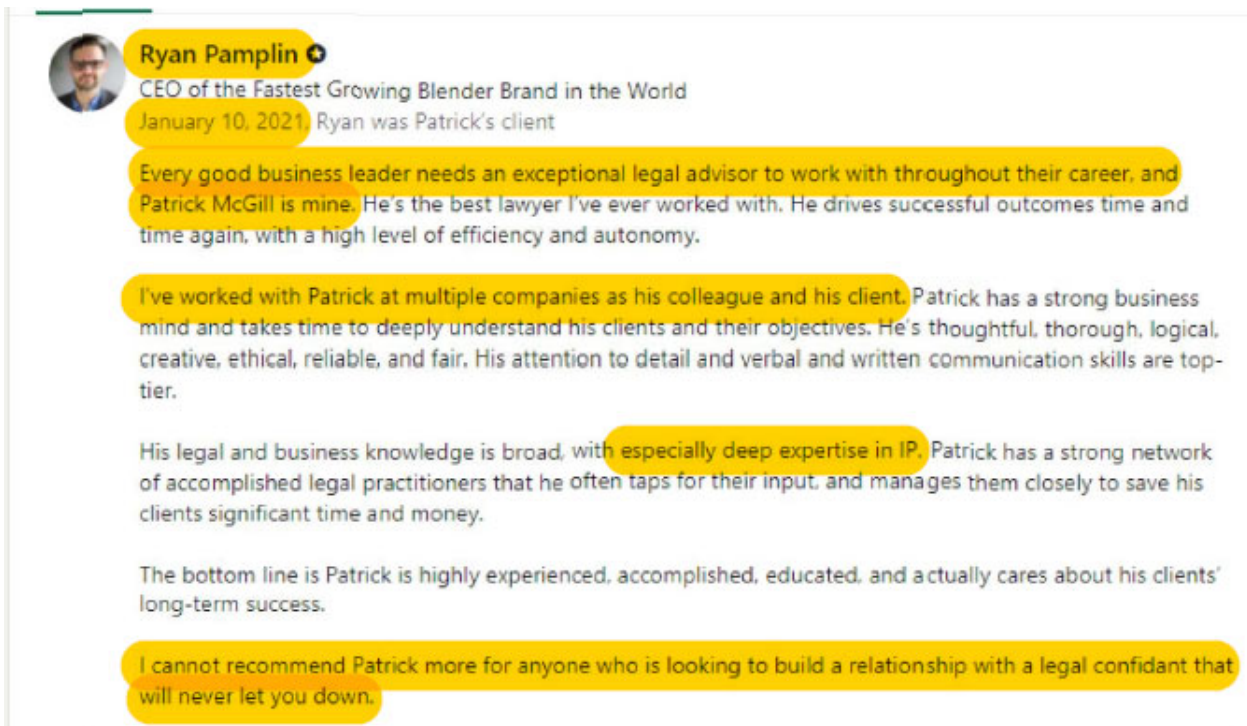 Ryan Pamplin
CEO of the Fastest Growing Blender Brand in the World
January 10, 2021, Ryan was Patrick's client
Every good business leader needs an exceptional legal advisor to work with throughout their career, and
Patrick McGill is mine. He's the best lawyer I've ever worked with. He drives successful outcomes time and
time again, with a high level of efficiency and autonomy.
I've worked with Patrick at multiple companies as his colleague and his client. Patrick has a strong business
mind and takes time to deeply understand his clients and their objectives. He's thoughtful, thorough, logical,
creative, ethical, reliable, and fair. His attention to detail and verbal and written communication skills are top-
tier.
His legal and business knowledge is broad, with especially deep expertise in IP. Patrick has a strong network
of accomplished legal practitioners that he often taps for their input, and manages them closely to save his
clients significant time and money.
The bottom line is Patrick is highly experienced, accomplished, educated, and actually cares about his clients'
long-term success.
I cannot recommend Patrick more for anyone who is looking to build a relationship with a legal confidant that
will never let you down.